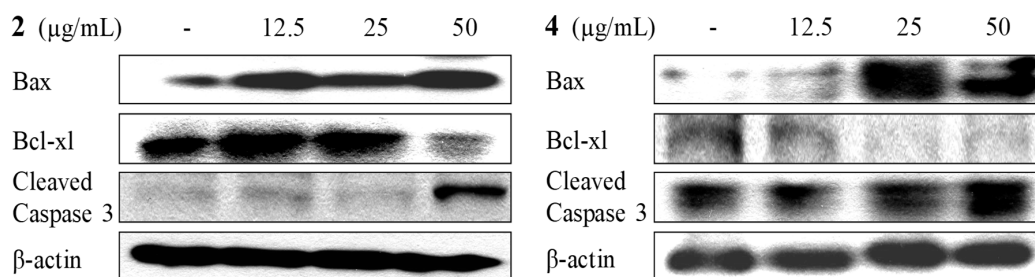 2 (µg/mL) - 12.5 25 50
Bax
Bcl-xl
Cleaved
Caspase 3
β-actin
4 (µg/mL) - 12.5 25 50
Bax
Bcl-xl
Cleaved
Caspase 3
β-actin